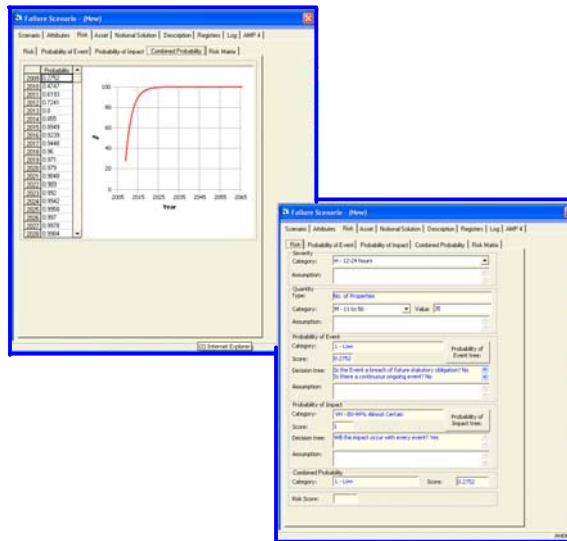 Failure Scenario - (New)
Scenario | Attributes | Risk | Asset | Notional Solution | Description | Registers | Log | AMP 4
Risk | Probability of Event | Probability of Impact | Combined Probability | Risk Matrix
Probability
2009 0.2752
2010 0.4747
2011 0.6193
2012 0.7241
2013 0.8
2014 0.855
2015 0.8949
2016 0.9239
2017 0.9448
2018 0.96
2019 0.971
2020 0.979
2021 0.9848
2022 0.989
2023 0.992
2024 0.9942
2025 0.9958
2026 0.997
2027 0.9978
2028 0.9984
100
80
60
40
20
0
%
2005 2015 2025 2035 2045 2055 2065
Year
Internet Explorer
Failure Scenario - (New)
Scenario | Attributes | Risk | Asset | Notional Solution | Description | Registers | Log | AMP 4
Risk | Probability of Event | Probability of Impact | Combined Probability | Risk Matrix
Severity
Category: H - 12-24 hours
Assumption:
Quantity
Type: No. of Properties
Category: M - 11 to 50 Value:
Assumption:
Probability of Event
Category: L - Low
Probability of Event tree:
Score: 0.2752
Decision tree: Is the Event a breach of future statutory obligation? No
Is there a continuous ongoing event? No
Assumption:
Probability of Impact
Category: VH - 80-99% Almost Certain
Probability of Impact tree:
Score: 1
Decision tree: Will the impact occur with every event? Yes
Assumption:
Combined Probability
Category: L - Low Score: 0.2752
Risk Score: